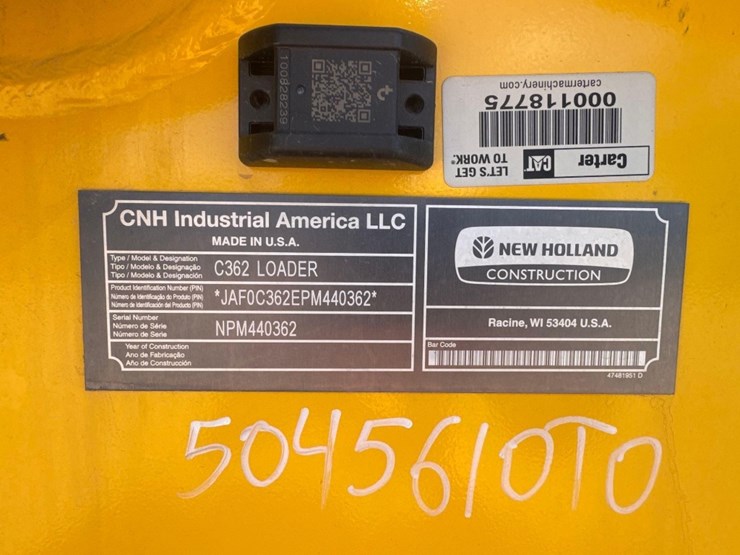 1008282239
cartermachinery.com
000118775
Carter CAT LET'S GET
TO WORK®
CNH Industrial America LLC
MADE IN U.S.A.
Type / Model & Designation
Tipo / Modelo & Designação
Tipo / Modelo & Designación
C362 LOADER
Product Identification Number (PIN)
Número de Identificação do Produto (PIN)
Número de Identificación del Producto (PIN)
*JAF0C362EPM440362*
Serial Number
Número de Série
Número de Serie
NPM440362
Year of Construction
Ano de Fabricação
Año de Construcción
NEW HOLLAND
CONSTRUCTION
Racine, WI 53404 U.S.A.
Bar Code
47481951 D
5045610T0